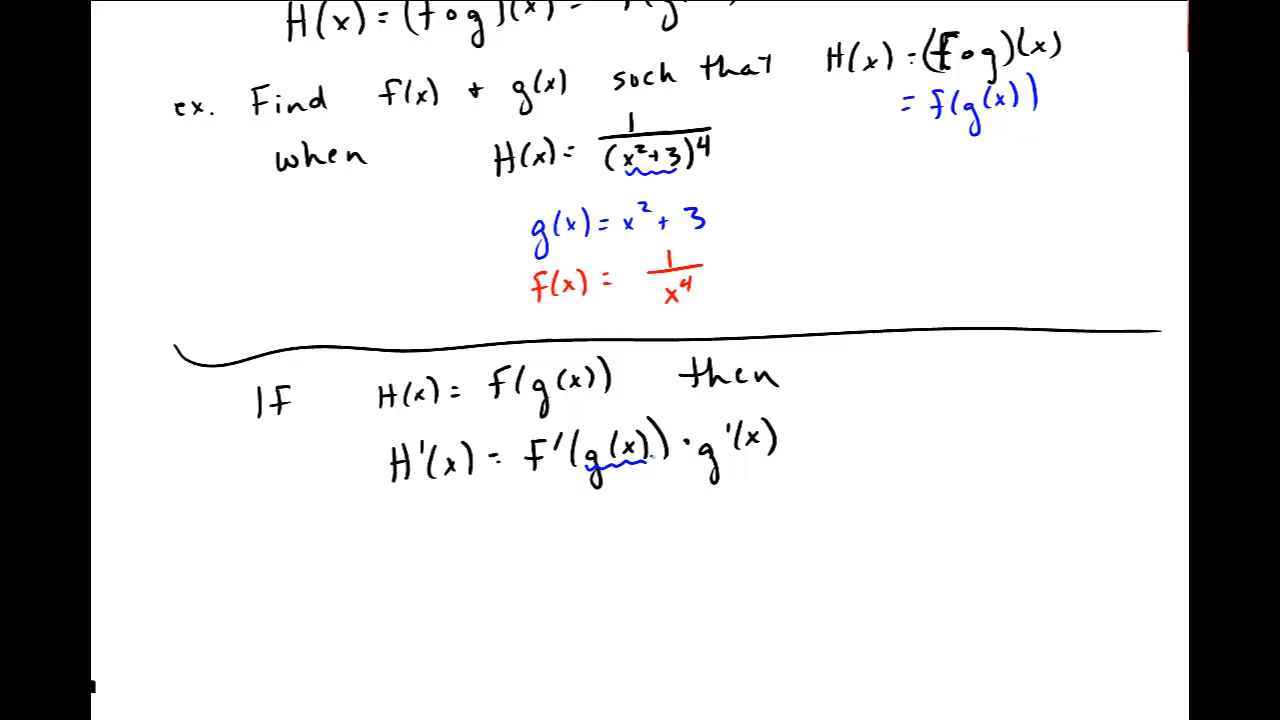 H(x) = (f∘g)(x) =
ex. Find f(x) + g(x) such that H(x) = (f∘g)(x)
= f(g(x))
when H(x) = 1/(x²+3)⁴
g(x) = x² + 3
f(x) = 1/x⁴
If H(x) = f(g(x)) then
H'(x) = f'(g(x)) · g'(x)